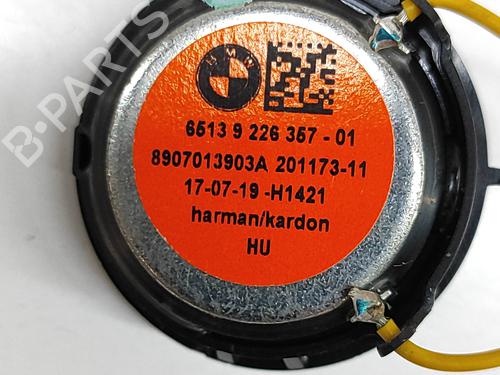 B-PARTS
BMW
6513 9 226 357 - 01
8907013903A 201173-11
17-07-19 -H1421
harman/kardon
HU